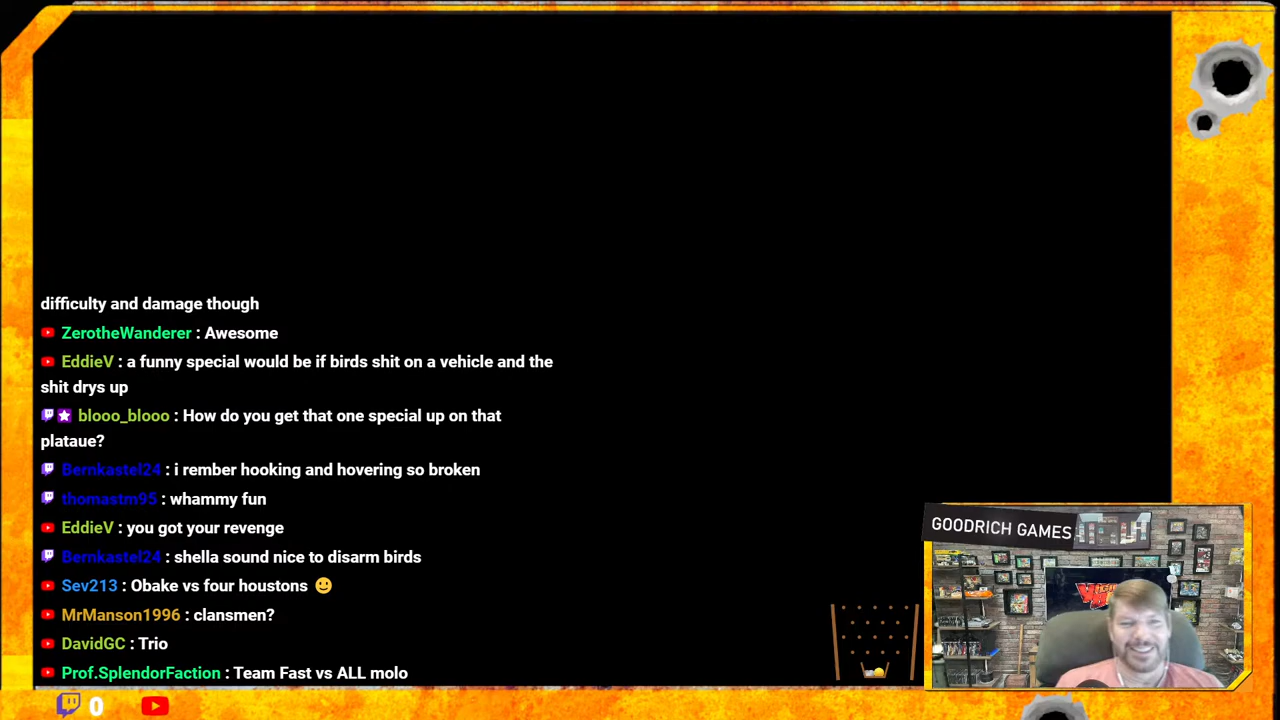 difficulty and damage though
ZerotheWanderer : Awesome
EddieV : a funny special would be if birds shit on a vehicle and the
shit drys up
blooo_blooo : How do you get that one special up on that
plataue?
Bernkastel24 : i rember hooking and hovering so broken
thomastm95 : whammy fun
EddieV : you got your revenge
Bernkastel24 : shella sound nice to disarm birds
Sev213 : Obake vs four houstons 🙂
MrManson1996 : clansmen?
DavidGC : Trio
Prof.SplendorFaction : Team Fast vs ALL molo
GOODRICH GAMES
0